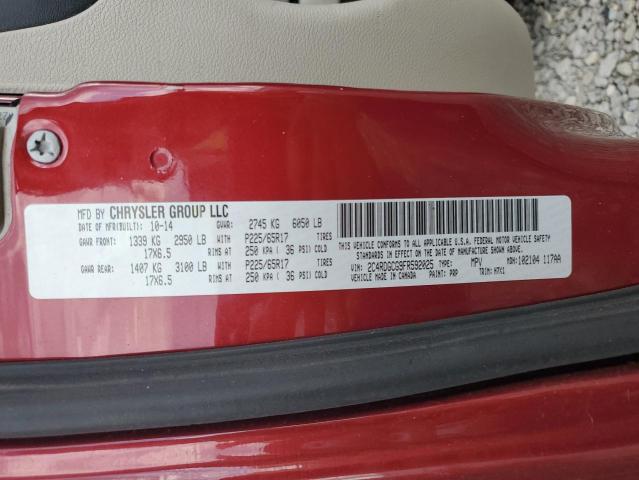 MFD BY CHRYSLER GROUP LLC
DATE OF MFR(BUILT): 10-14 GVWR: 2745 KG 6050 LB
GAWR FRONT: 1339 KG 2950 LB WITH P225/65R17 TIRES
17X6.5 RIMS AT 250 KPA ( 36 PSI) COLD
GAWR REAR: 1407 KG 3100 LB WITH P225/65R17 TIRES
17X6.5 RIMS AT 250 KPA ( 36 PSI) COLD
THIS VEHICLE CONFORMS TO ALL APPLICABLE U.S.A. FEDERAL MOTOR VEHICLE SAFETY
STANDARDS IN EFFECT ON THE DATE OF MANUFACTURE SHOWN ABOVE.
VIN: 2C4RDGCG9FR592025 TYPE: MPV MDH: 102104 117AA
VEHICLE MADE IN CANADA PAINT: PRP TRIM: H7X1